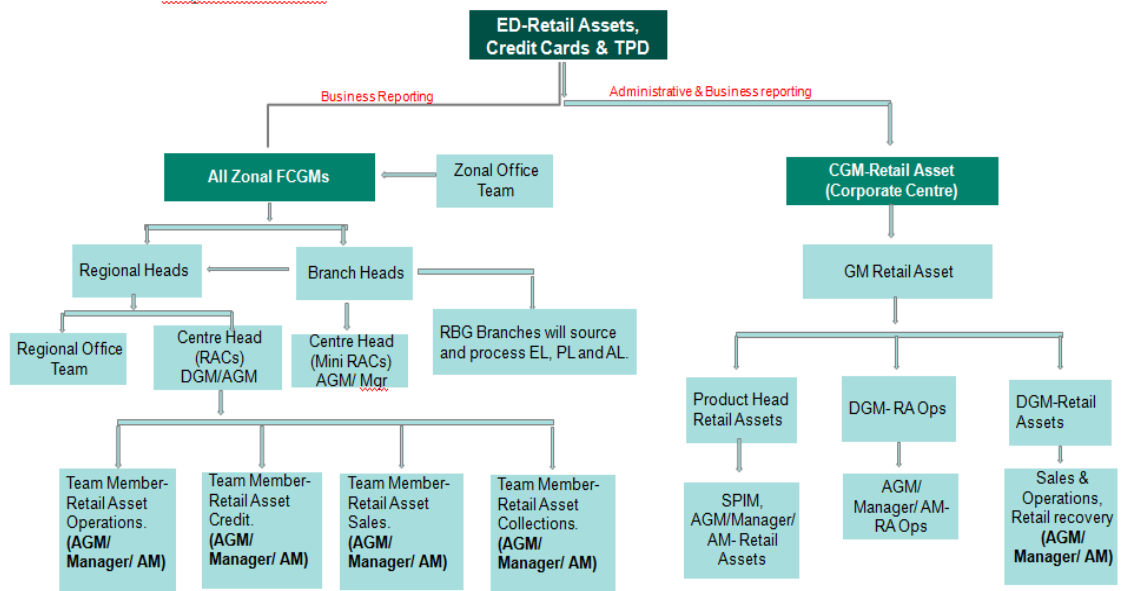 ED-Retail Assets,
Credit Cards & TPD
Business Reporting
Administrative & Business reporting
All Zonal FCGMs
Zonal Office
Team
CGM-Retail Asset
(Corporate Centre)
Regional Heads
Branch Heads
GM Retail Asset
Regional Office
Team
Centre Head
(RACs)
DGM/AGM
Centre Head
(Mini RACs)
AGM/ Mgr
RBG Branches will source
and process EL, PL and AL.
Product Head
Retail Assets
DGM- RA Ops
DGM-Retail
Assets
Team Member-
Retail Asset
Operations.
(AGM/
Manager/ AM)
Team Member-
Retail Asset
Credit.
(AGM/
Manager/ AM)
Team Member-
Retail Asset
Sales.
(AGM/
Manager/ AM)
Team Member-
Retail Asset
Collections.
(AGM/
Manager/ AM)
SPIM,
AGM/Manager/
AM- Retail
Assets
AGM/
Manager/ AM-
RA Ops
Sales &
Operations,
Retail recovery
(AGM/
Manager/ AM)